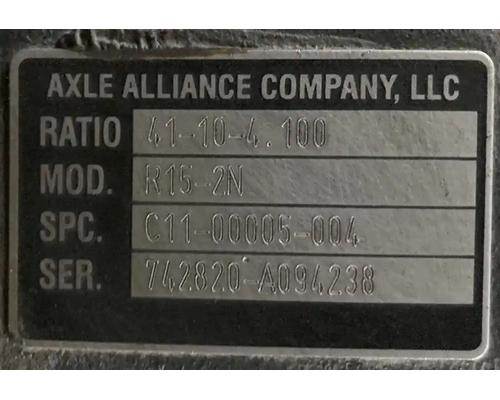 AXLE ALLIANCE COMPANY, LLC
RATIO 41-10-4.100
MOD. R15-2N
SPC. C11-00005-004
SER. 742820-A094238